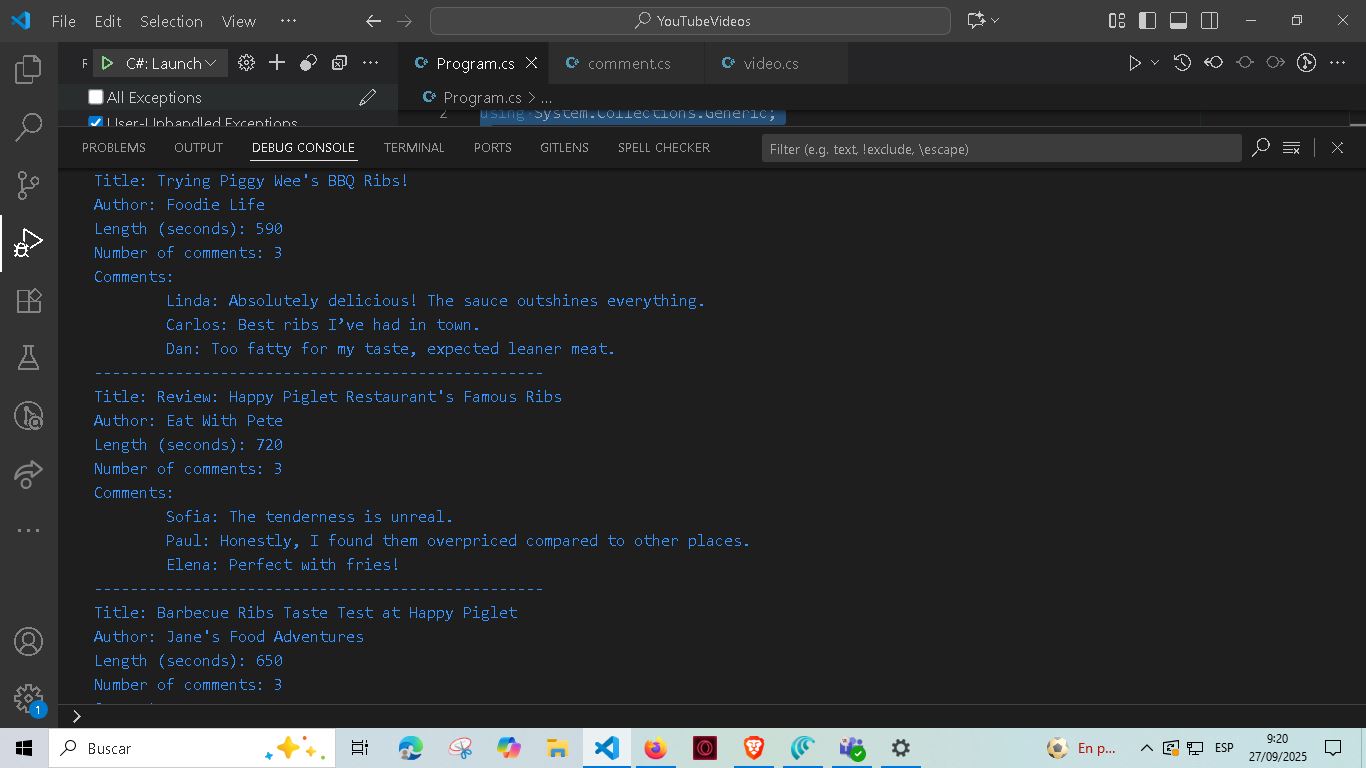 File Edit Selection View ··· YouTubeVideos
C#: Launch
Program.cs comment.cs video.cs
All Exceptions
Program.cs > ...
User-Unhandled Exceptions
2 using System.Collections.Generic;
PROBLEMS OUTPUT DEBUG CONSOLE TERMINAL PORTS GITLENS SPELL CHECKER Filter (e.g. text, !exclude, \escape)
Title: Trying Piggy Wee's BBQ Ribs!
Author: Foodie Life
Length (seconds): 590
Number of comments: 3
Comments:
Linda: Absolutely delicious! The sauce outshines everything.
Carlos: Best ribs I’ve had in town.
Dan: Too fatty for my taste, expected leaner meat.
--------------------------------------------------
Title: Review: Happy Piglet Restaurant's Famous Ribs
Author: Eat With Pete
Length (seconds): 720
Number of comments: 3
Comments:
Sofia: The tenderness is unreal.
Paul: Honestly, I found them overpriced compared to other places.
Elena: Perfect with fries!
--------------------------------------------------
Title: Barbecue Ribs Taste Test at Happy Piglet
Author: Jane's Food Adventures
Length (seconds): 650
Number of comments: 3
1
Buscar
En p...
ESP
9:20
27/09/2025